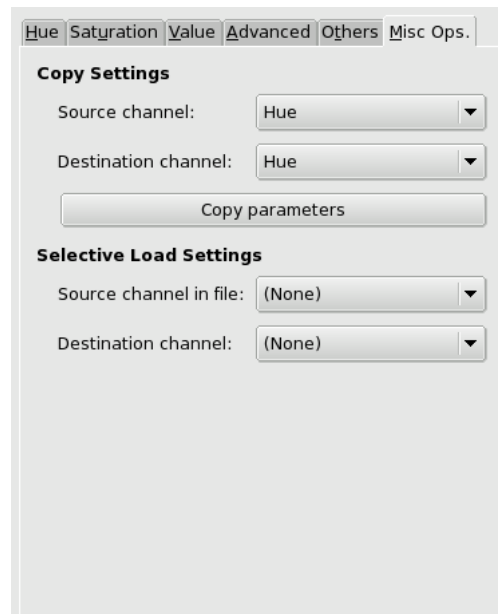 Hue Saturation Value Advanced Others Misc Ops.
Copy Settings
Source channel: Hue
Destination channel: Hue
Copy parameters
Selective Load Settings
Source channel in file: (None)
Destination channel: (None)